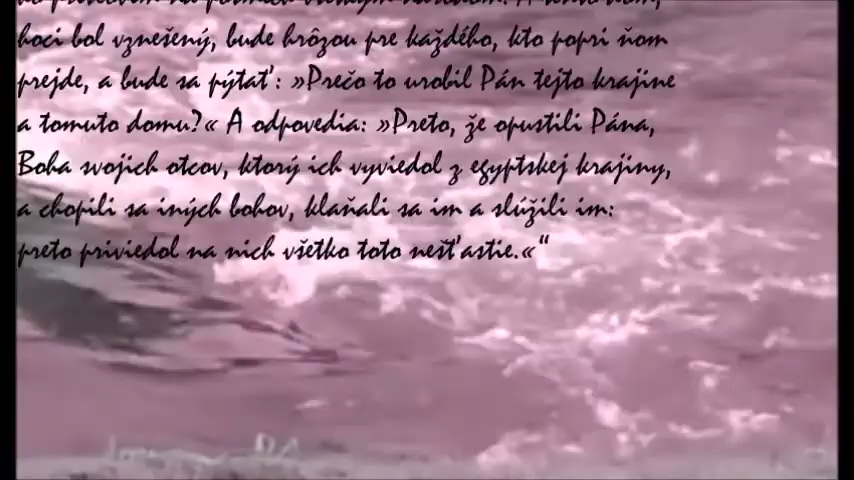 hoci bol vznešený, bude hrôzou pre každého, kto popri ňom
prejde, a bude sa pýtať: »Prečo to urobil Pán tejto krajine
a tomuto domu?« A odpovedia: »Preto, že opustili Pána,
Boha svojich otcov, ktorý ich vyviedol z egyptskej krajiny,
a chopili sa iných bohov, klaňali sa im a slúžili im:
preto priviedol na nich všetko toto nešťastie.«“